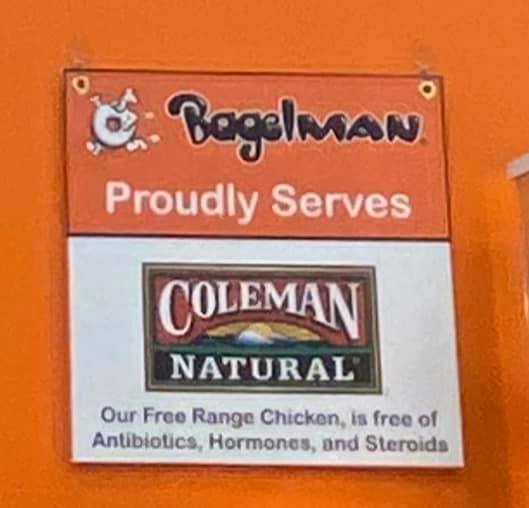 BagelMAN
Proudly Serves
COLEMAN
NATURAL
Our Free Range Chicken, is free of
Antibiotics, Hormones, and Steroids